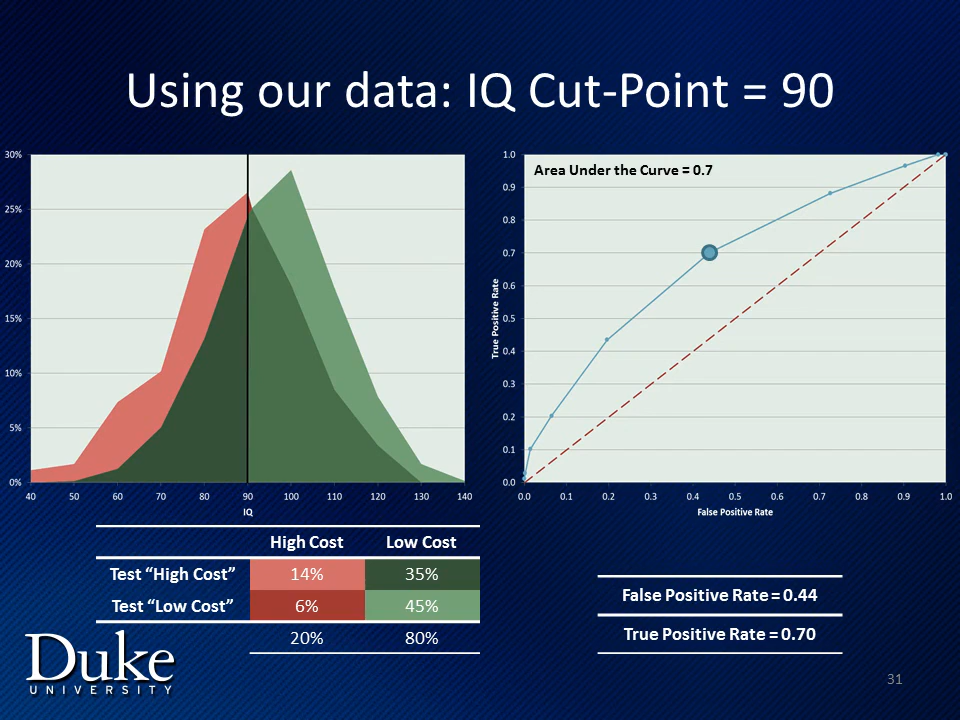 Using our data: IQ Cut-Point = 90
30%
25%
20%
15%
10%
5%
0%
40 50 60 70 80 90 100 110 120 130 140
IQ
Area Under the Curve = 0.7
1.0
0.9
0.8
0.7
0.6
0.5
0.4
0.3
0.2
0.1
0.0
True Positive Rate
0.0 0.1 0.2 0.3 0.4 0.5 0.6 0.7 0.8 0.9 1.0
False Positive Rate
High Cost Low Cost
Test “High Cost” 14% 35%
Test “Low Cost” 6% 45%
20% 80%
False Positive Rate = 0.44
True Positive Rate = 0.70
Duke
UNIVERSITY
31